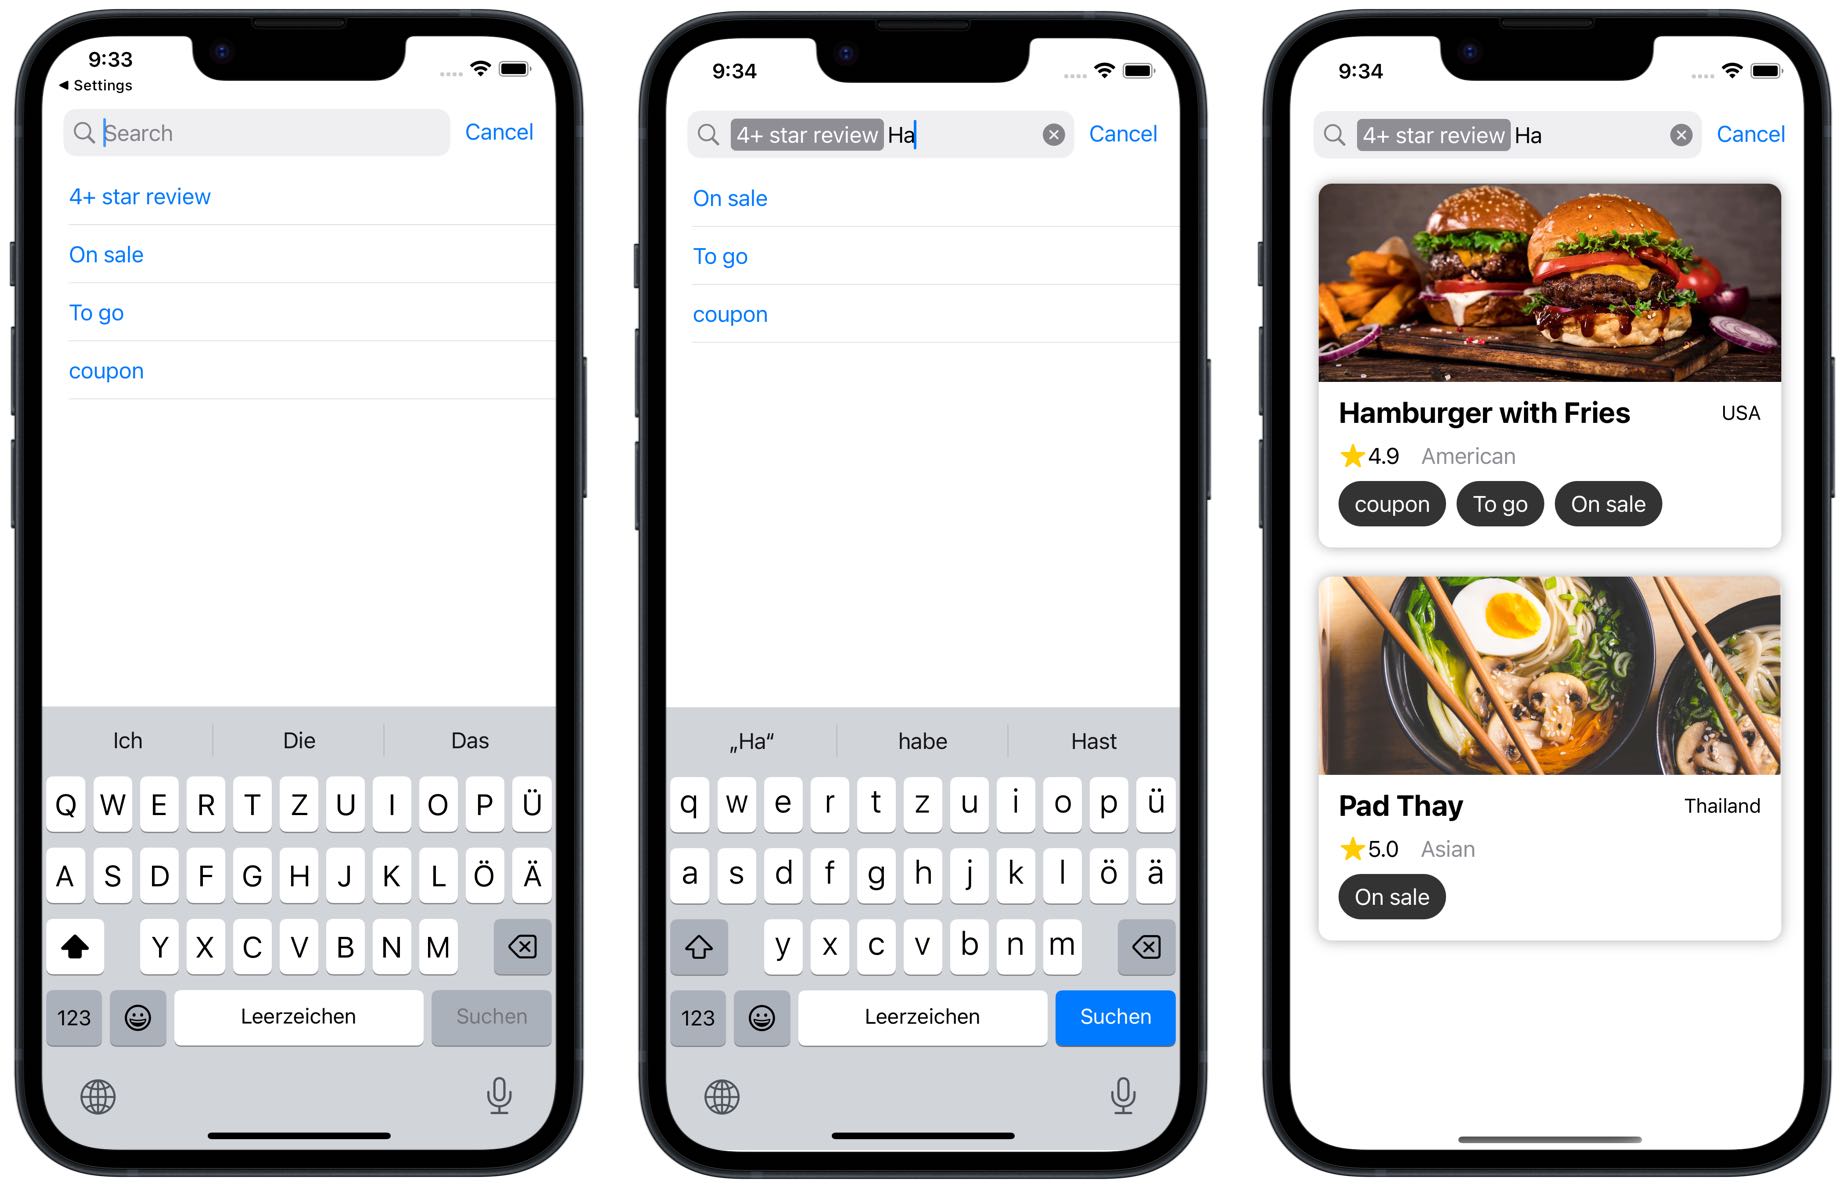 9:33
◀ Settings
Search
Cancel
4+ star review
On sale
To go
coupon
Ich Die Das
Q W E R T Z U I O P Ü
A S D F G H J K L Ö Ä
Y X C V B N M
123 Leerzeichen Suchen
9:34
4+ star review Ha
Cancel
On sale
To go
coupon
„Ha“ habe Hast
q w e r t z u i o p ü
a s d f g h j k l ö ä
y x c v b n m
123 Leerzeichen Suchen
9:34
4+ star review Ha
Cancel
Hamburger with Fries USA
4.9 American
coupon To go On sale
Pad Thay Thailand
5.0 Asian
On sale